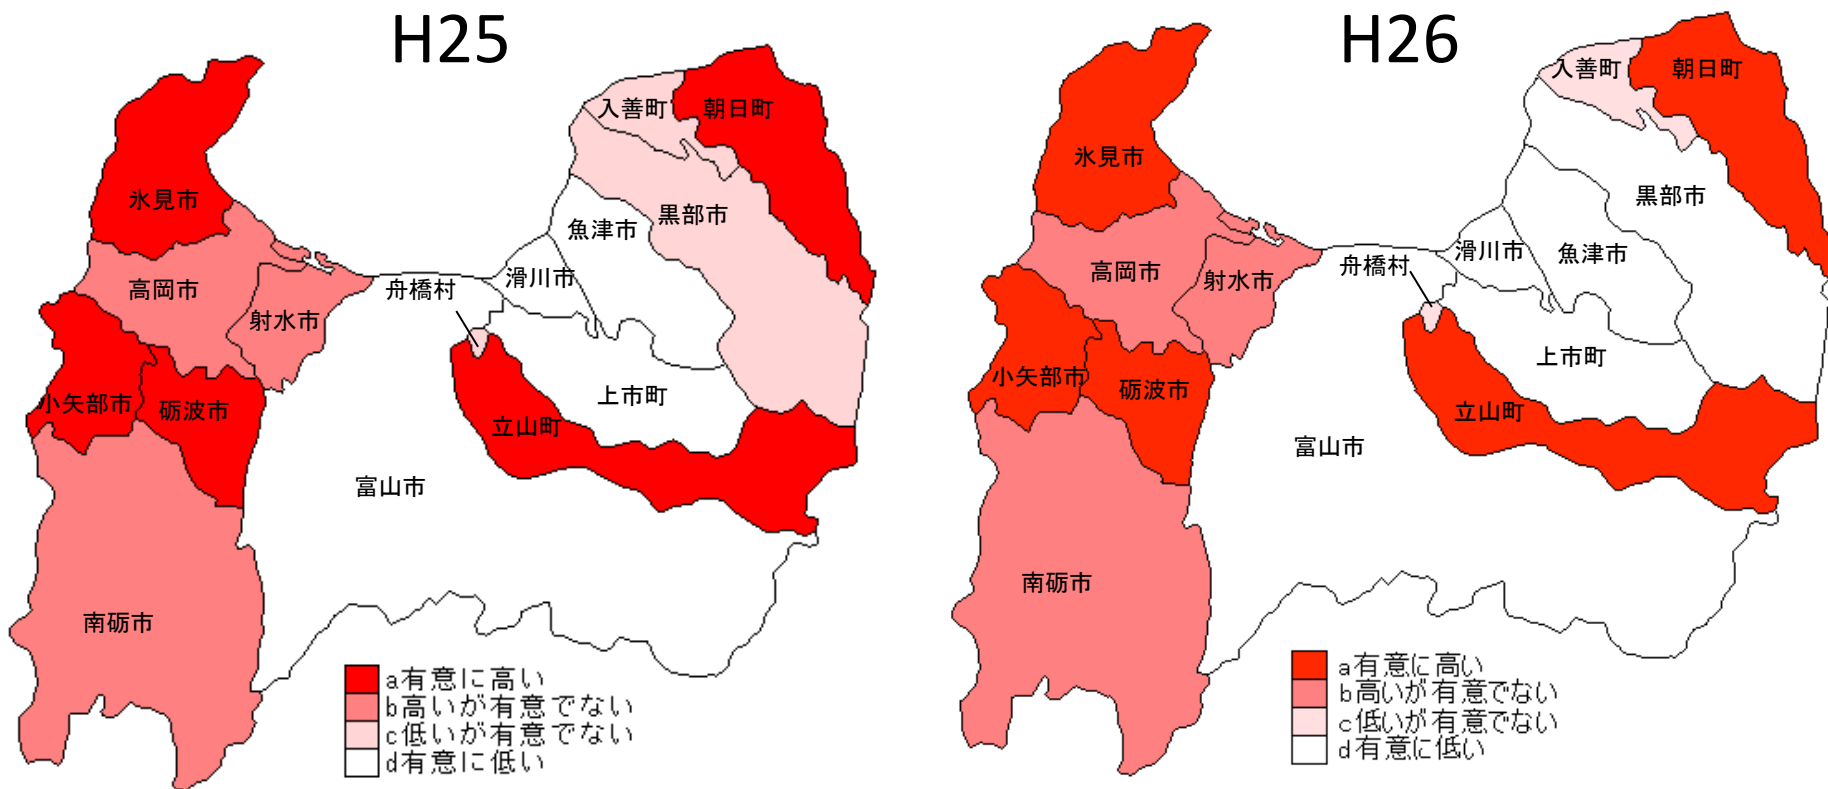 H25
入善町
朝日町
氷見市
魚津市
黒部市
高岡市
滑川市
舟橋村
射水市
小矢部市
砺波市
上市町
立山町
富山市
南砺市
a有意に高い
b高いが有意でない
c低いが有意でない
d有意に低い
H26
入善町
朝日町
氷見市
黒部市
滑川市
魚津市
舟橋村
高岡市
射水市
上市町
小矢部市
砺波市
立山町
富山市
南砺市
a有意に高い
b高いが有意でない
c低いが有意でない
d有意に低い